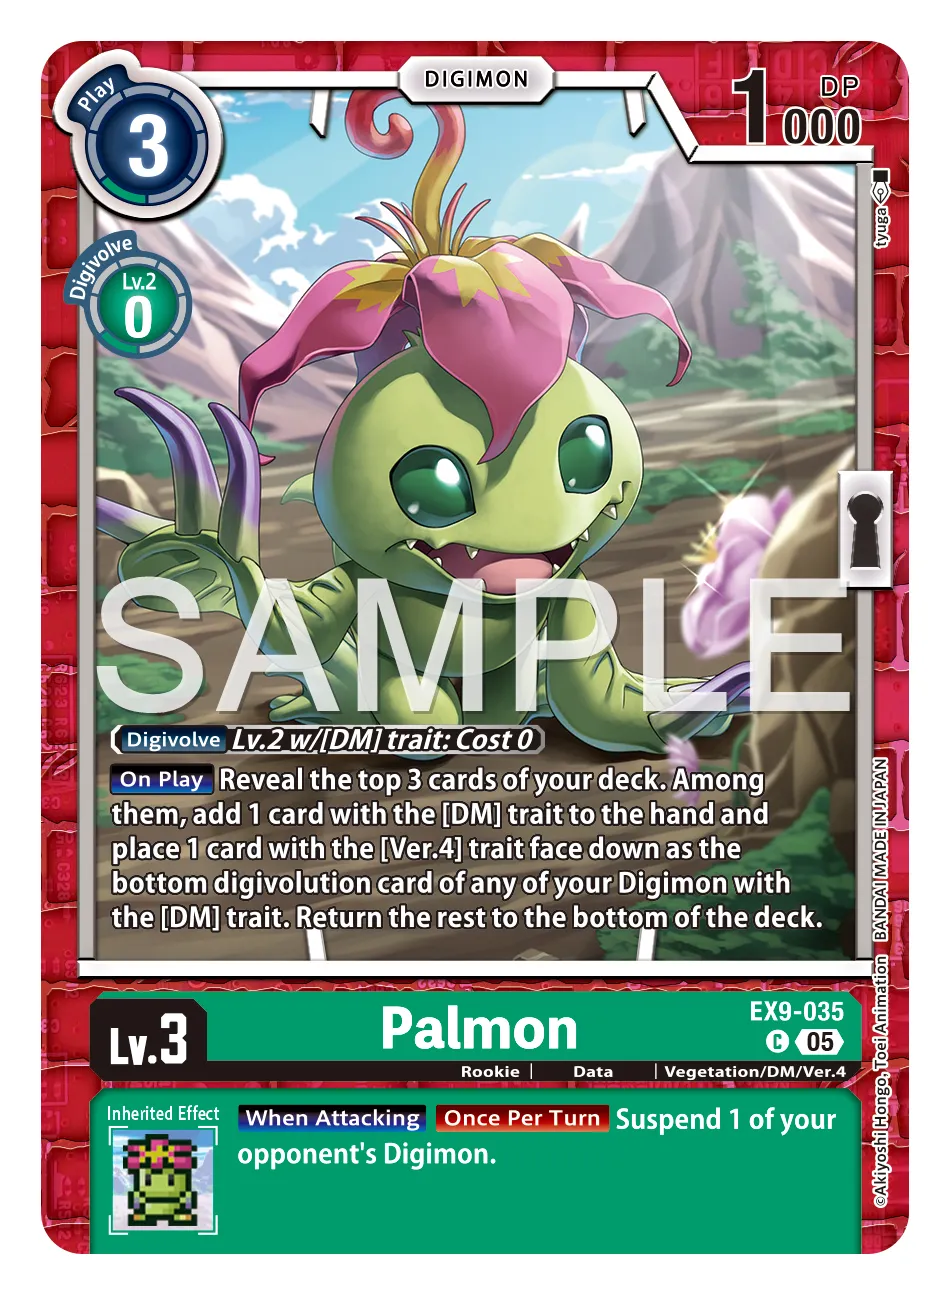 DIGIMON
Play
3
DP
1000
Digivolve
Lv.2
0
tyuga
SAMPLE
Digivolve Lv.2 w/[DM] trait: Cost 0
On Play Reveal the top 3 cards of your deck. Among
them, add 1 card with the [DM] trait to the hand and
place 1 card with the [Ver.4] trait face down as the
bottom digivolution card of any of your Digimon with
the [DM] trait. Return the rest to the bottom of the deck.
©Akiyoshi Hongo, Toei Animation BANDAI MADE IN JAPAN
Lv.3
Palmon
EX9-035
C 05
Rookie | Data | Vegetation/DM/Ver.4
Inherited Effect
When Attacking Once Per Turn Suspend 1 of your
opponent's Digimon.